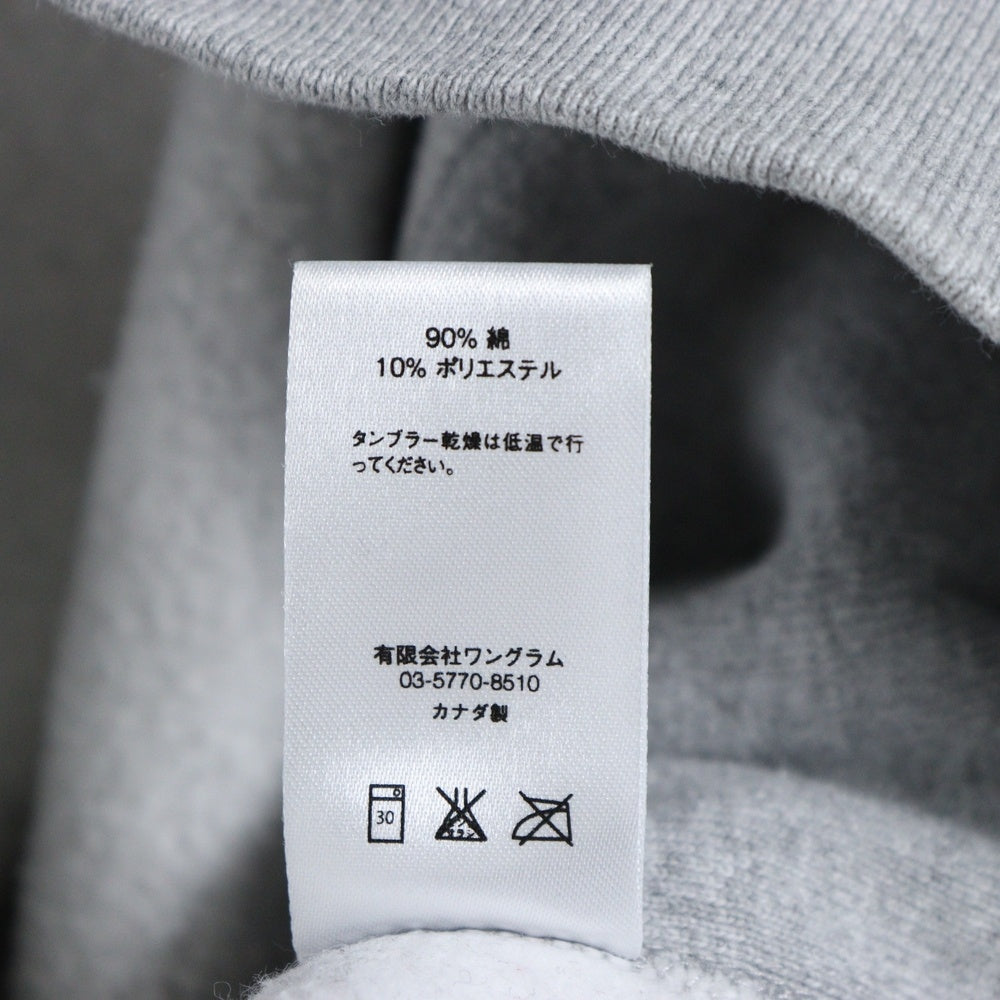 90% 綿
10% ポリエステル
タンブラー乾燥は低温で行
ってください。
有限会社ワングラム
03-5770-8510
カナダ製
30